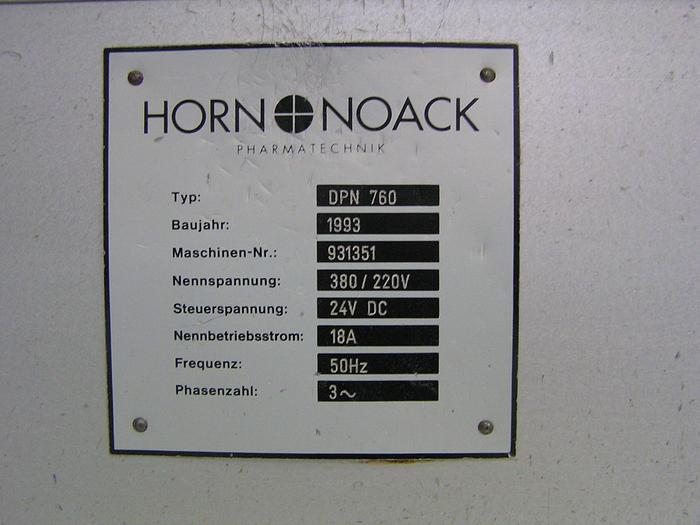 HORN NOACK
PHARMATECHNIK
Typ: DPN 760
Baujahr: 1993
Maschinen-Nr.: 931351
Nennspannung: 380/220V
Steuerspannung: 24V DC
Nennbetriebsstrom: 18A
Frequenz: 50Hz
Phasenzahl: 3~